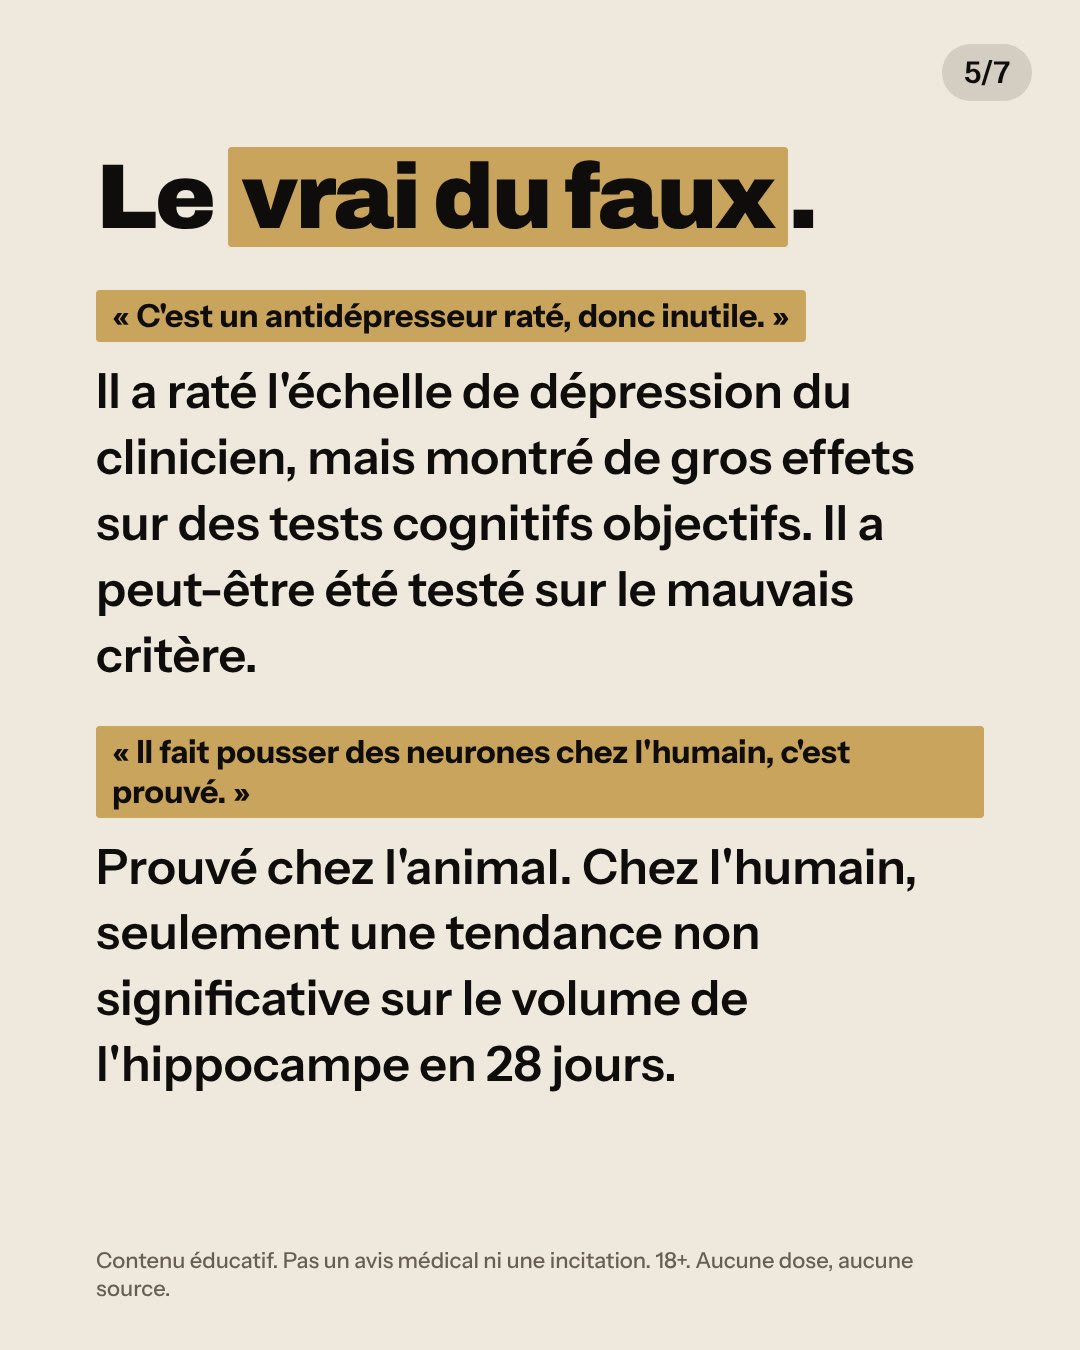 5/7
Le vrai du faux.
« C'est un antidépresseur raté, donc inutile. »
Il a raté l'échelle de dépression du
clinicien, mais montré de gros effets
sur des tests cognitifs objectifs. Il a
peut-être été testé sur le mauvais
critère.
« Il fait pousser des neurones chez l'humain, c'est
prouvé. »
Prouvé chez l'animal. Chez l'humain,
seulement une tendance non
significative sur le volume de
l'hippocampe en 28 jours.
Contenu éducatif. Pas un avis médical ni une incitation. 18+. Aucune dose, aucune
source.